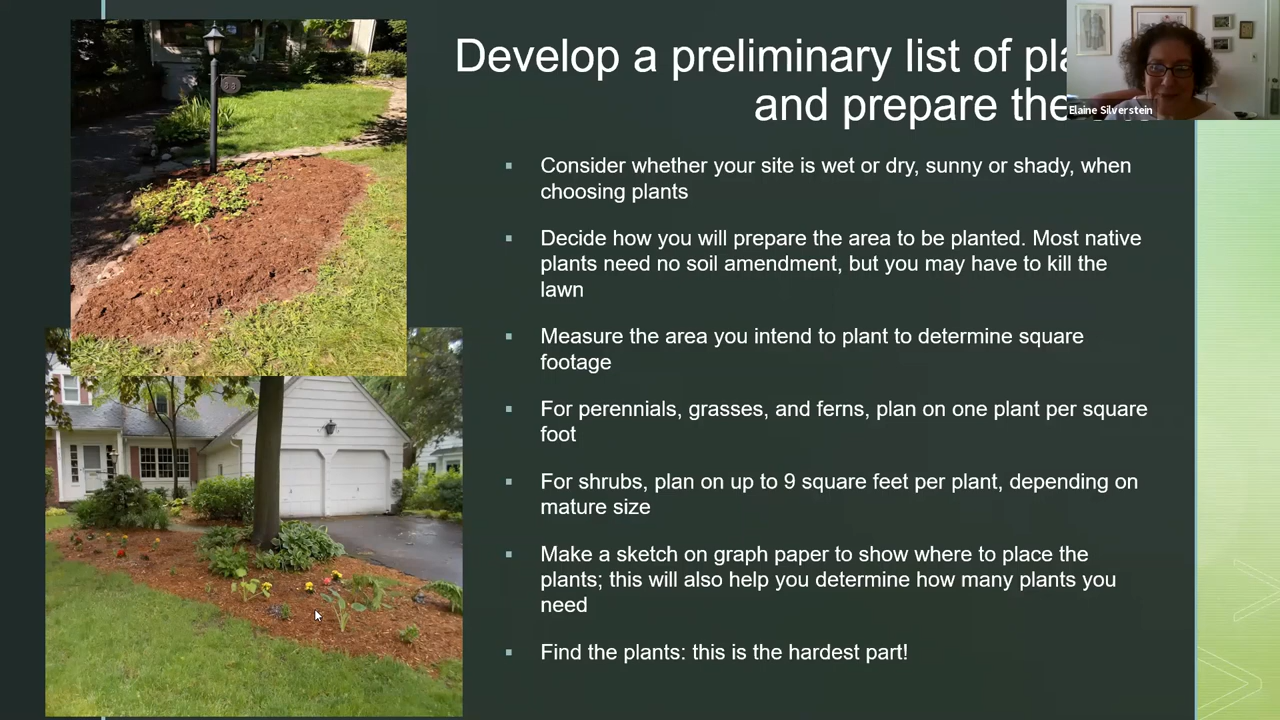 Develop a preliminary list of
and prepare the
Elaine Silverstein
Consider whether your site is wet or dry, sunny or shady, when
choosing plants
Decide how you will prepare the area to be planted. Most native
plants need no soil amendment, but you may have to kill the
lawn
Measure the area you intend to plant to determine square
footage
For perennials, grasses, and ferns, plan on one plant per square
foot
For shrubs, plan on up to 9 square feet per plant, depending on
mature size
Make a sketch on graph paper to show where to place the
plants; this will also help you determine how many plants you
need
Find the plants: this is the hardest part!